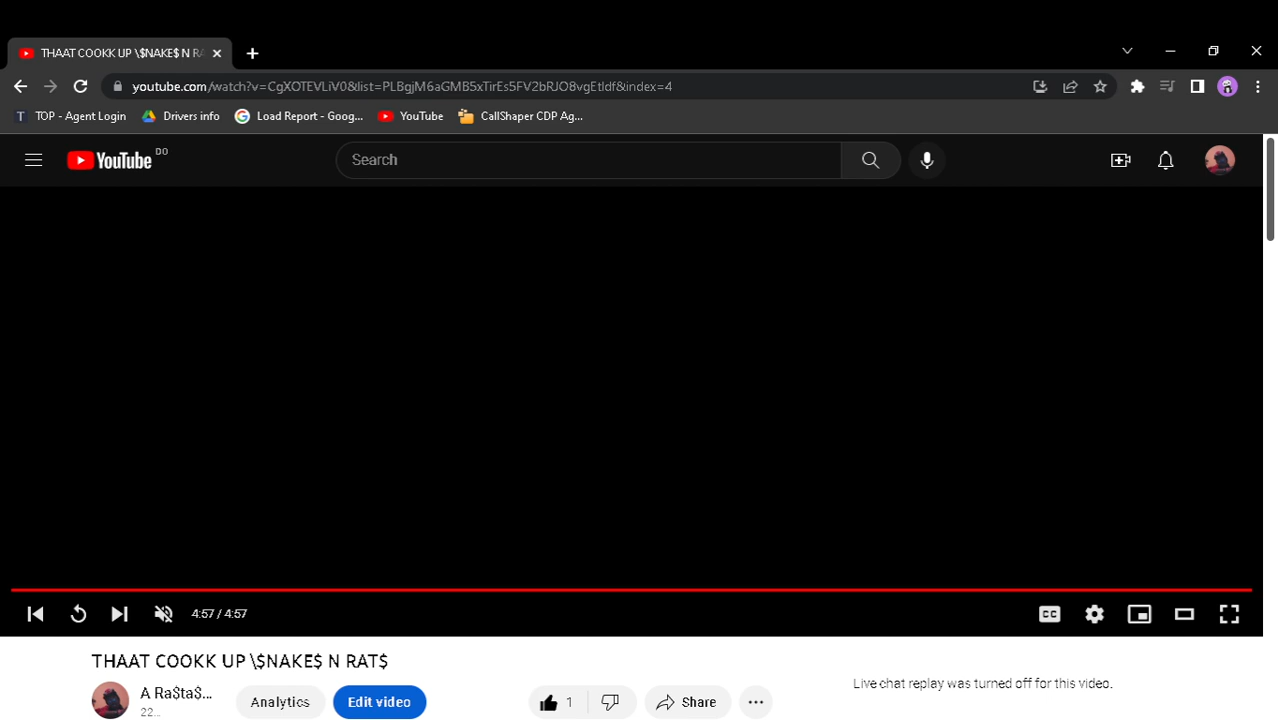 THAAT COOKK UP \$NAKE$ N RA
youtube.com/watch?v=CgXOTEVLiV0&list=PLBgjM6aGMB5xTirEs5FV2bRJO8vgEtldf&index=4
TOP - Agent Login Drivers info Load Report - Goog... YouTube CallShaper CDP Ag...
YouTube DO Search
4:57 / 4:57 CC
THAAT COOKK UP \$NAKE$ N RAT$
A Ra$ta$... Analytics Edit video 1 Share ...
22...
Live chat replay was turned off for this video.